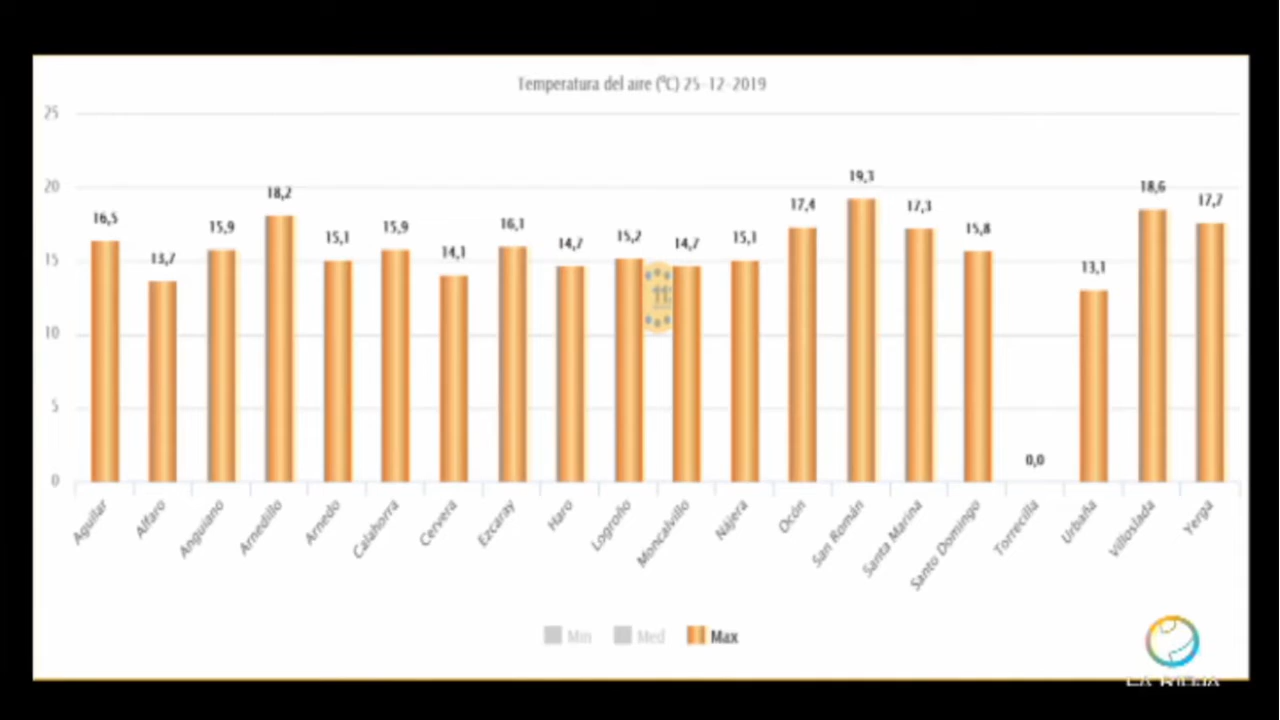 Temperatura del aire (ºC) 25-12-2019
25
20
15
10
5
0
16,5
13,7
15,9
18,2
15,1
15,9
14,1
16,1
14,7
15,2
14,7
15,1
17,4
19,3
17,3
15,8
0,0
13,1
18,6
17,7
Aguilar
Alfaro
Anguiano
Arnedillo
Arnedo
Calahorra
Cervera
Ezcaray
Haro
Logroño
Moncalvillo
Nájera
Ocón
San Román
Santa Marina
Santo Domingo
Torrecilla
Urbaña
Villoslada
Yerga
Min
Med
Max
LA RIOJA